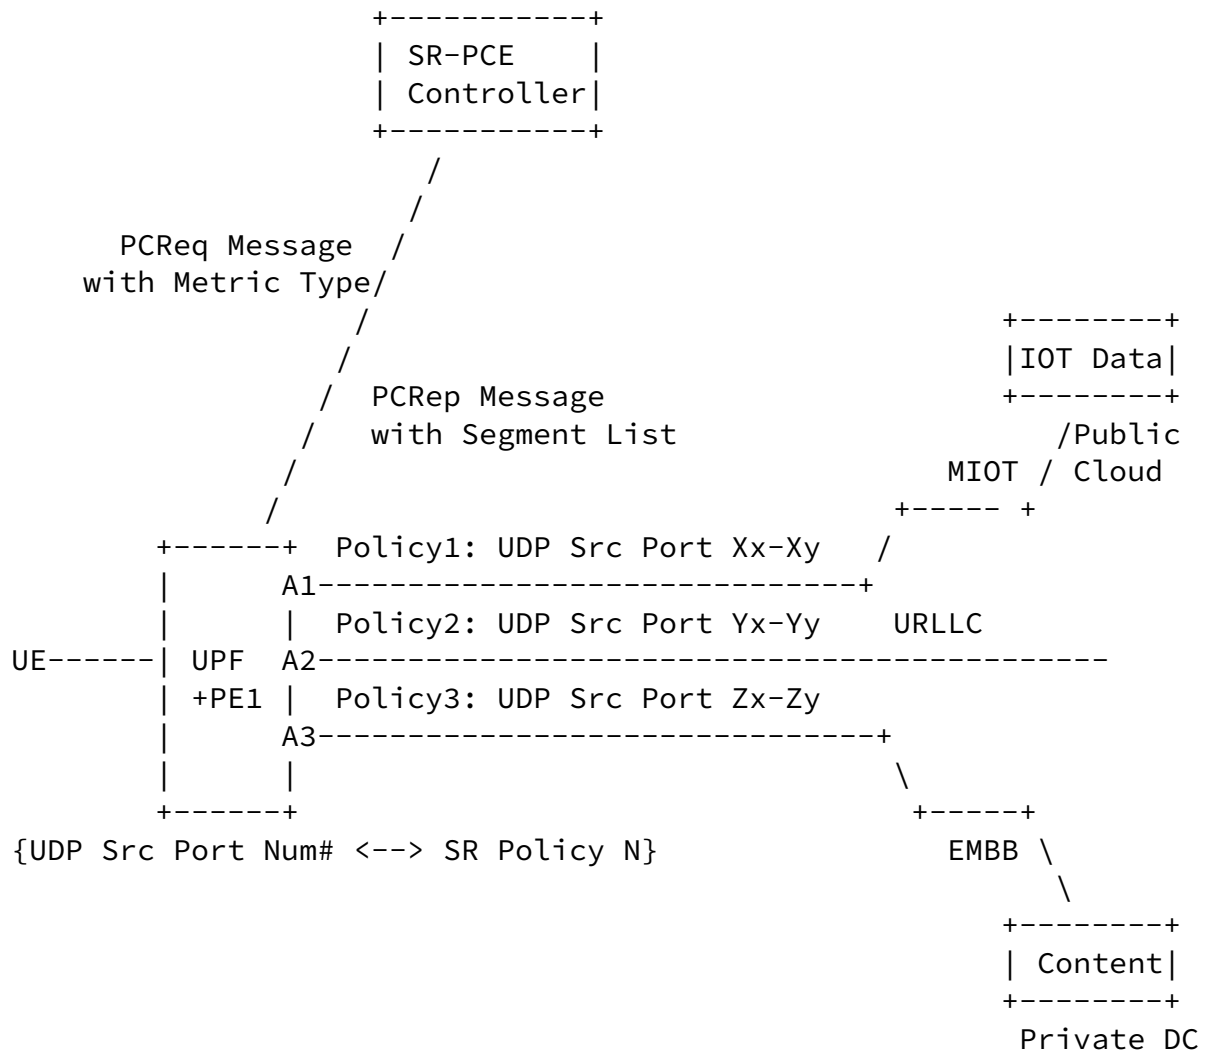 SR-PCE
Controller
PCReq Message
with Metric Type
IOT Data
PCRep Message
with Segment List
Public
MIOT
Cloud
Policy1: UDP Src Port Xx-Xy
A1
Policy2: UDP Src Port Yx-Yy
URLLC
UE
UPF
A2
+PE1
Policy3: UDP Src Port Zx-Zy
A3
{UDP Src Port Num# <--> SR Policy N}
EMBB
Content
Private DC